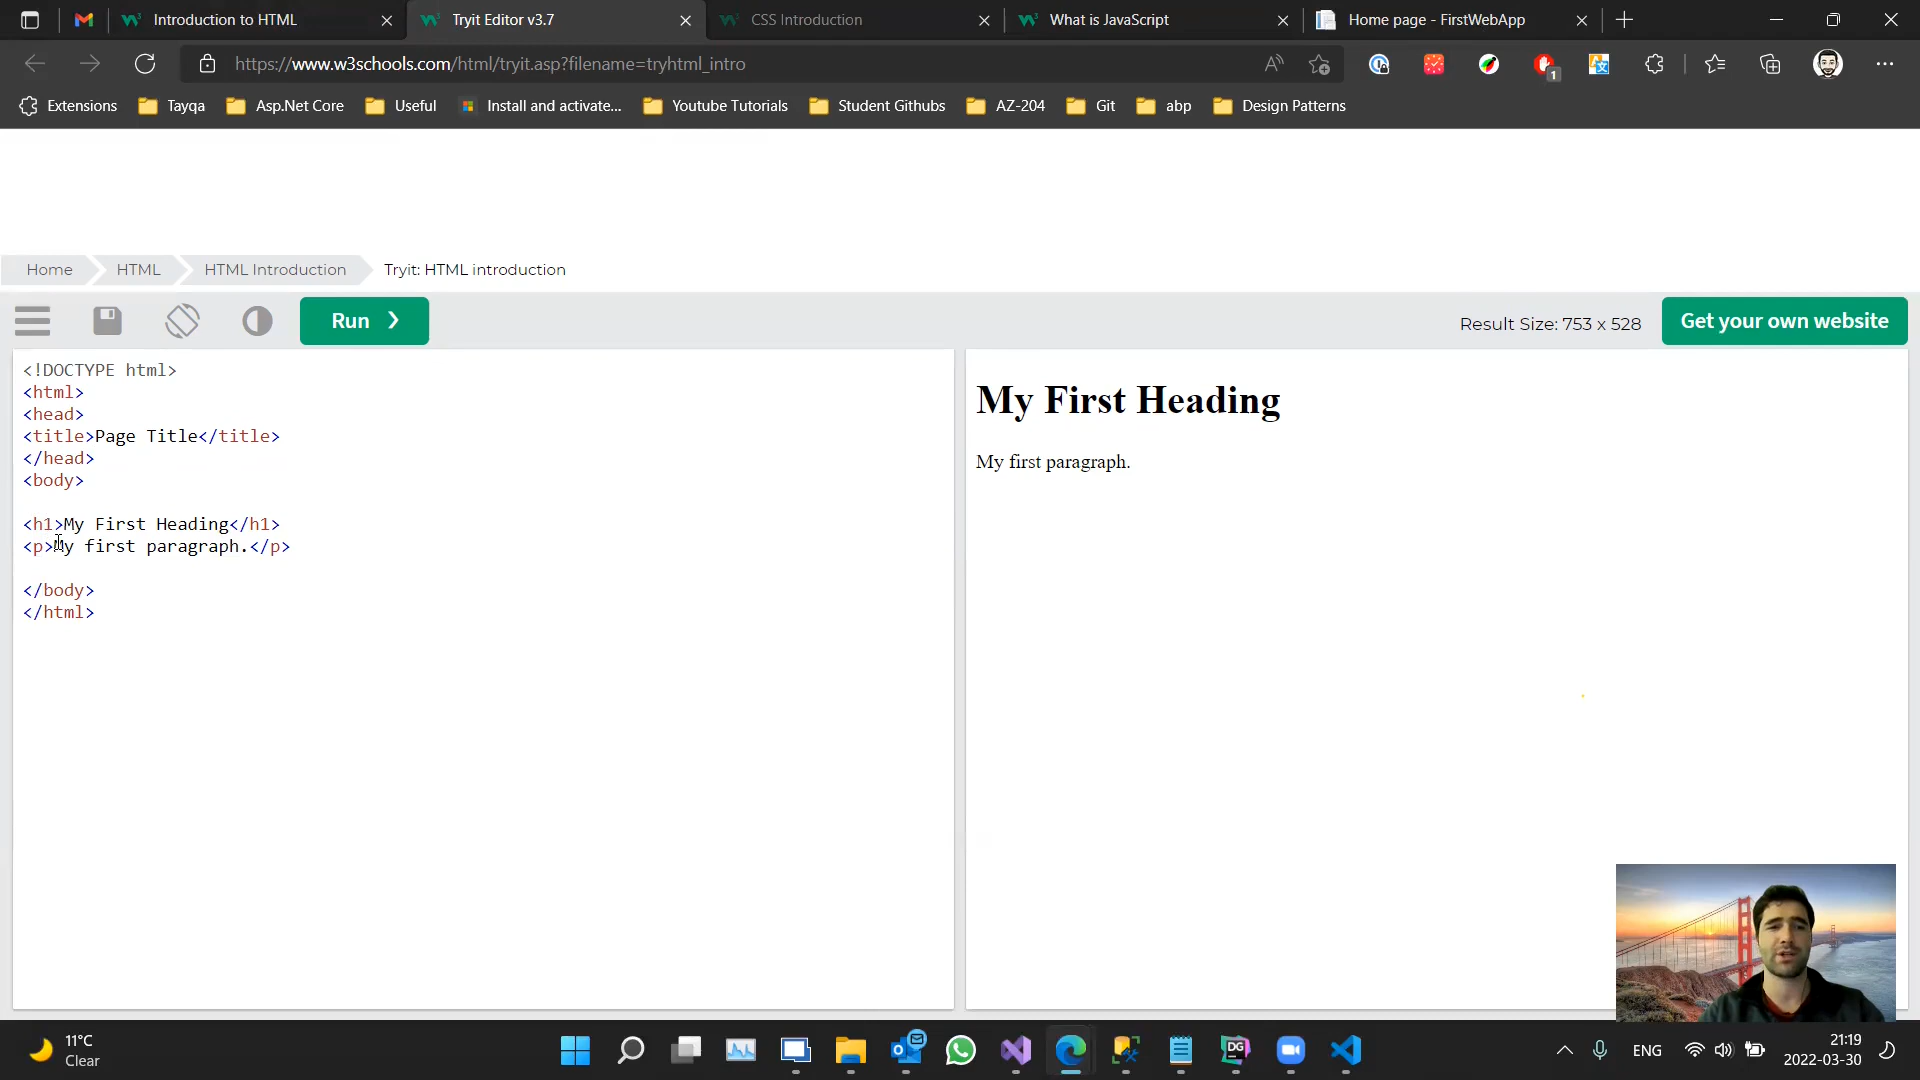 Introduction to HTML
Tryit Editor v3.7
CSS Introduction
What is JavaScript
Home page - FirstWebApp
https://www.w3schools.com/html/tryit.asp?filename=tryhtml_intro
1
Extensions
Tayqa
Asp.Net Core
Useful
Install and activate...
Youtube Tutorials
Student Githubs
AZ-204
Git
abp
Design Patterns
Home
HTML
HTML Introduction
Tryit: HTML introduction
Run ❯
Result Size: 753 x 528
Get your own website
<!DOCTYPE html>
<html>
<head>
<title>Page Title</title>
</head>
<body>
<h1>My First Heading</h1>
<p>My first paragraph.</p>
</body>
</html>
My First Heading
My first paragraph.
11°C
Clear
DG
ENG
21:19
2022-03-30